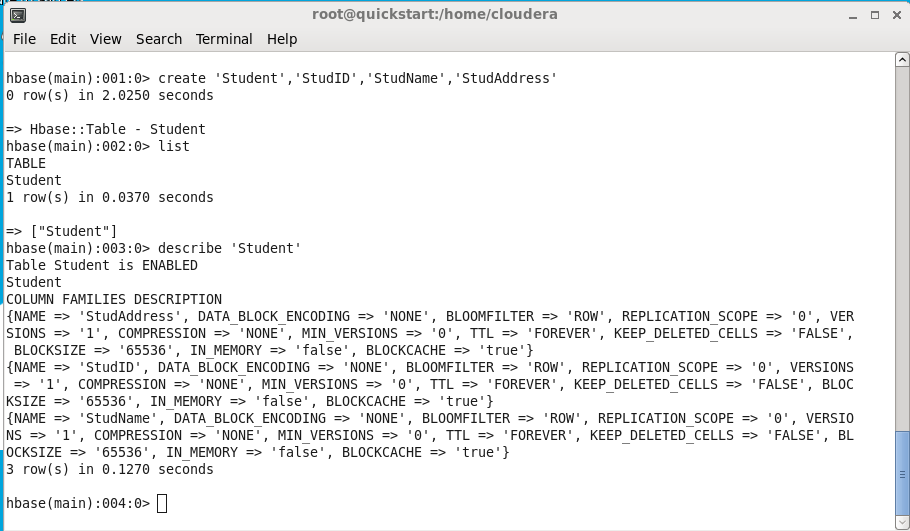 root@quickstart:/home/cloudera
File Edit View Search Terminal Help
hbase(main):001:0> create 'Student','StudID','StudName','StudAddress'
0 row(s) in 2.0250 seconds
=> Hbase::Table - Student
hbase(main):002:0> list
TABLE
Student
1 row(s) in 0.0370 seconds
=> ["Student"]
hbase(main):003:0> describe 'Student'
Table Student is ENABLED
Student
COLUMN FAMILIES DESCRIPTION
{NAME => 'StudAddress', DATA_BLOCK_ENCODING => 'NONE', BLOOMFILTER => 'ROW', REPLICATION_SCOPE => '0', VER
SIONS => '1', COMPRESSION => 'NONE', MIN_VERSIONS => '0', TTL => 'FOREVER', KEEP_DELETED_CELLS => 'FALSE',
BLOCKSIZE => '65536', IN_MEMORY => 'false', BLOCKCACHE => 'true'}
{NAME => 'StudID', DATA_BLOCK_ENCODING => 'NONE', BLOOMFILTER => 'ROW', REPLICATION_SCOPE => '0', VERSIONS
=> '1', COMPRESSION => 'NONE', MIN_VERSIONS => '0', TTL => 'FOREVER', KEEP_DELETED_CELLS => 'FALSE', BLOC
KSIZE => '65536', IN_MEMORY => 'false', BLOCKCACHE => 'true'}
{NAME => 'StudName', DATA_BLOCK_ENCODING => 'NONE', BLOOMFILTER => 'ROW', REPLICATION_SCOPE => '0', VERSIO
NS => '1', COMPRESSION => 'NONE', MIN_VERSIONS => '0', TTL => 'FOREVER', KEEP_DELETED_CELLS => 'FALSE', BL
OCKSIZE => '65536', IN_MEMORY => 'false', BLOCKCACHE => 'true'}
3 row(s) in 0.1270 seconds
hbase(main):004:0>